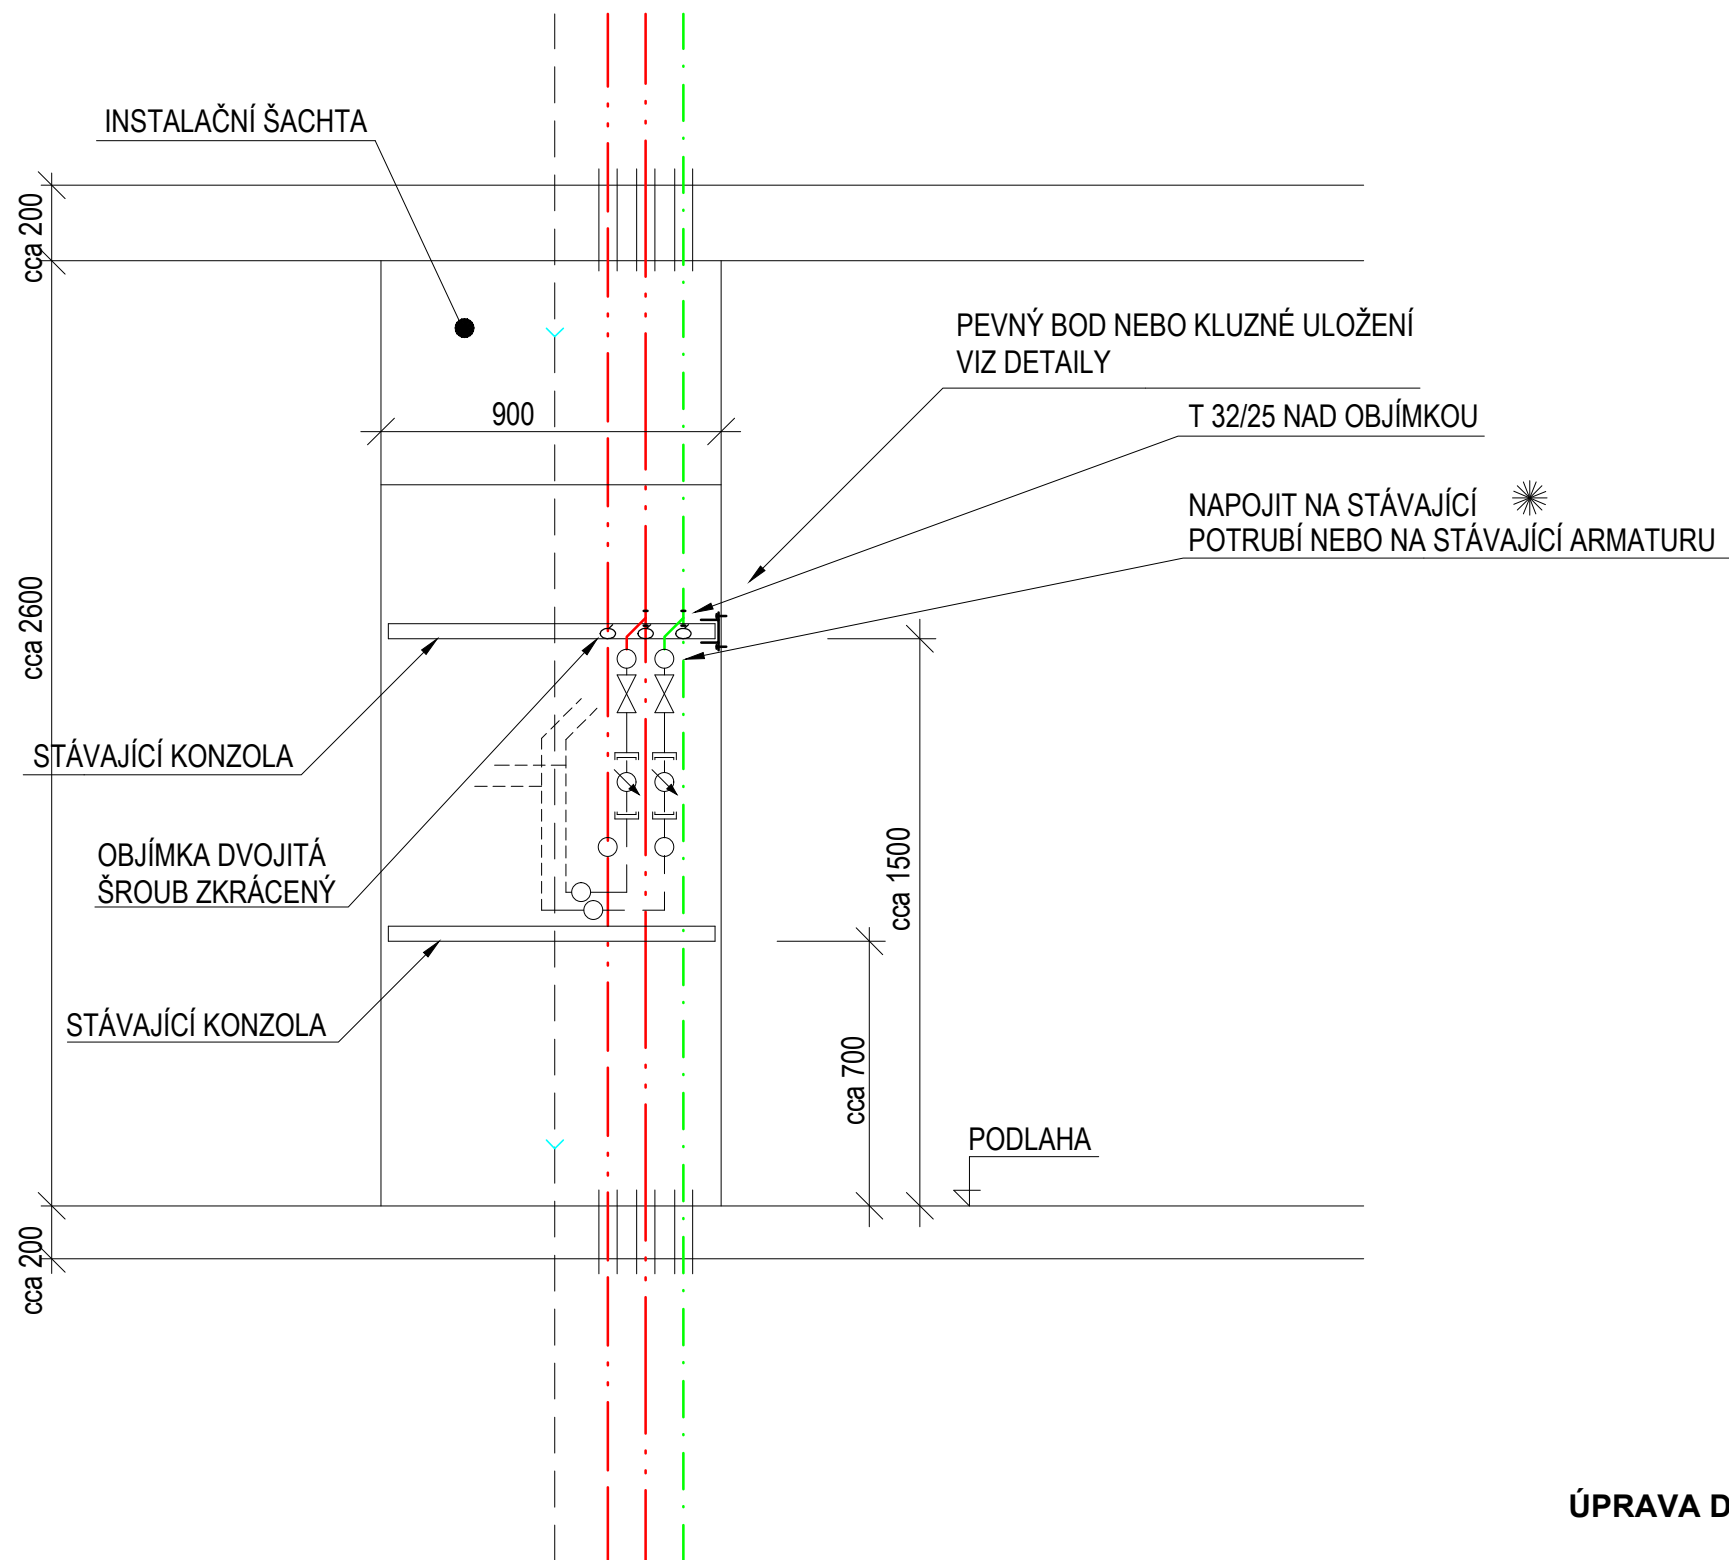 INSTALAČNÍ ŠACHTA
cca 200
PEVNÝ BOD NEBO KLUZNÉ ULOŽENÍ
VIZ DETAILY
900
T 32/25 NAD OBJÍMKOU
NAPOJIT NA STÁVAJÍCÍ
POTRUBÍ NEBO NA STÁVAJÍCÍ ARMATURU
cca 2600
STÁVAJÍCÍ KONZOLA
OBJÍMKA DVOJITÁ
ŠROUB ZKRÁCENÝ
cca 1500
STÁVAJÍCÍ KONZOLA
cca 700
PODLAHA
cca 200
ÚPRAVA D